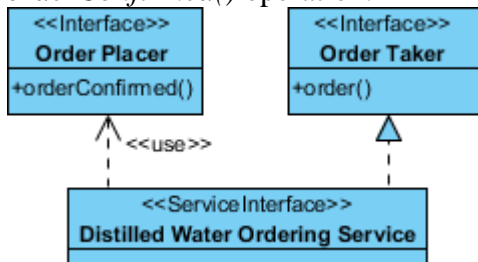 <<Interface>>
Order Placer
+orderConfirmed()
<<Interface>>
Order Taker
+order()
<<use>>
<<ServiceInterface>>
Distilled Water Ordering Service